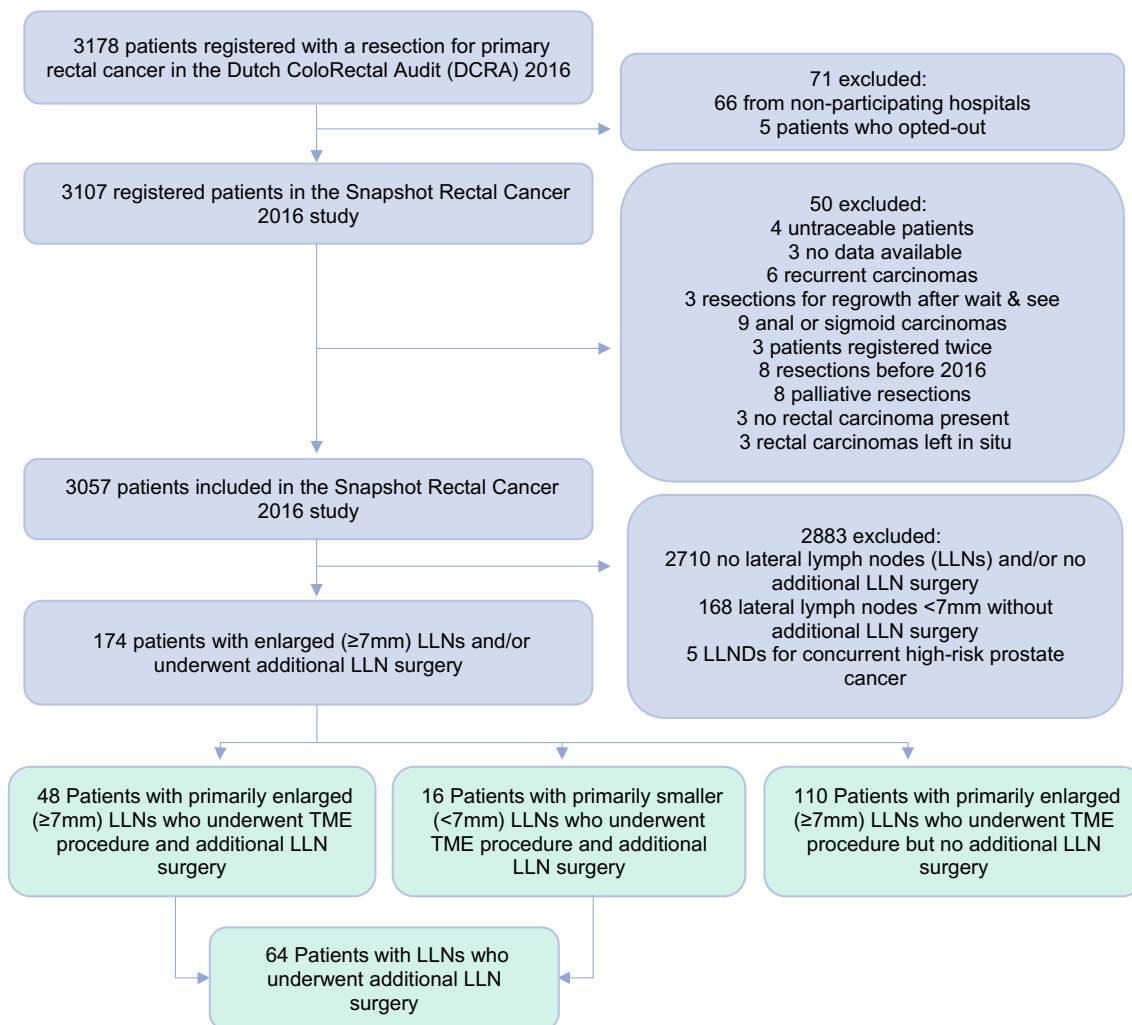 3178 patients registered with a resection for primary
rectal cancer in the Dutch ColoRectal Audit (DCRA) 2016
71 excluded:
66 from non-participating hospitals
5 patients who opted-out
3107 registered patients in the Snapshot Rectal Cancer
2016 study
50 excluded:
4 untraceable patients
3 no data available
6 recurrent carcinomas
3 resections for regrowth after wait & see
9 anal or sigmoid carcinomas
3 patients registered twice
8 resections before 2016
8 palliative resections
3 no rectal carcinoma present
3 rectal carcinomas left in situ
3057 patients included in the Snapshot Rectal Cancer
2016 study
2883 excluded:
2710 no lateral lymph nodes (LLNs) and/or no
additional LLN surgery
168 lateral lymph nodes <7mm without
additional LLN surgery
5 LLNDs for concurrent high-risk prostate
cancer
174 patients with enlarged (≥7mm) LLNs and/or
underwent additional LLN surgery
48 Patients with primarily enlarged
(≥7mm) LLNs who underwent TME
procedure and additional LLN
surgery
16 Patients with primarily smaller
(<7mm) LLNs who underwent
TME procedure and additional
LLN surgery
110 Patients with primarily enlarged
(≥7mm) LLNs who underwent TME
procedure but no additional LLN
surgery
64 Patients with LLNs who
underwent additional LLN
surgery